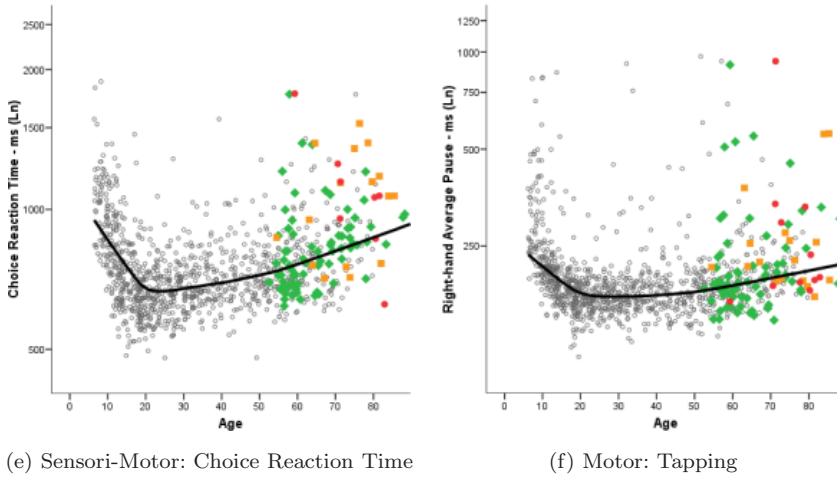 2500
2000
1500
1000
500
Choice Reaction Time - ms (Ln)
0 10 20 30 40 50 60 70 80
Age
(e) Sensori-Motor: Choice Reaction Time
1250
1000
750
500
250
Right-hand Average Pause - ms (Ln)
0 10 20 30 40 50 60 70 80
Age
(f) Motor: Tapping